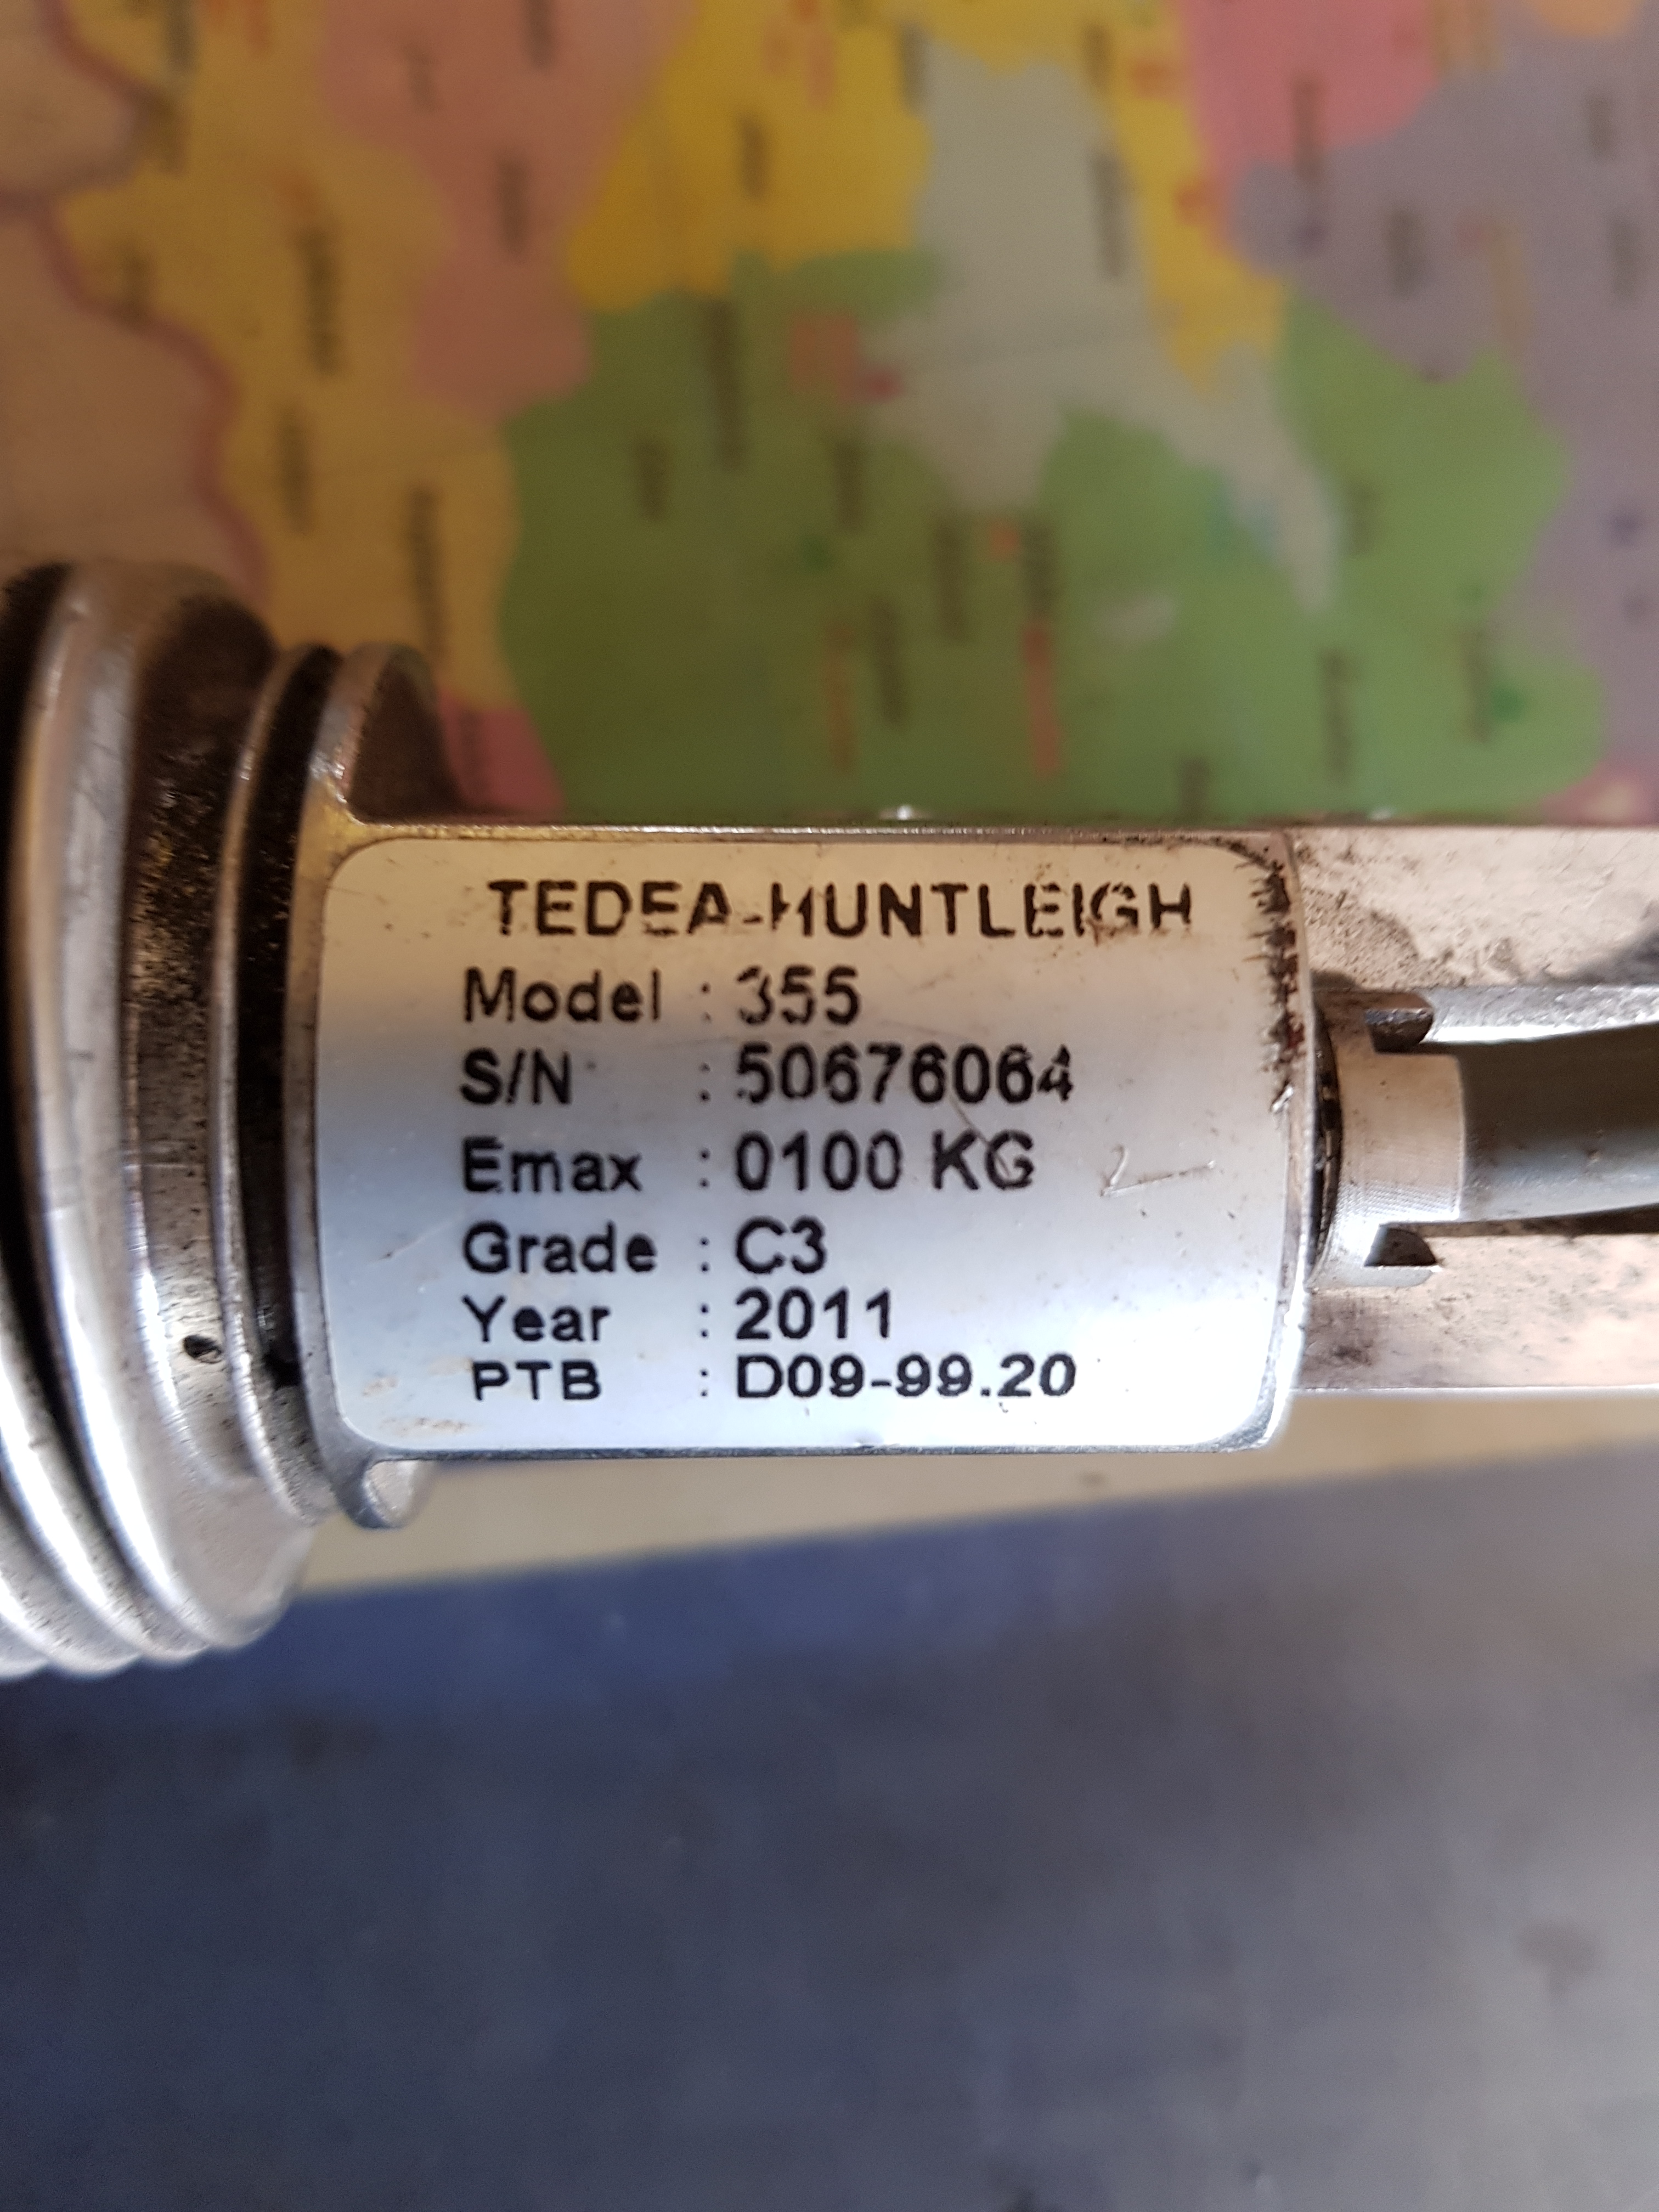 TEDEA-HUNTLEIGH
Model : 355
S/N : 50676064
Emax : 0100 KG
Grade : C3
Year : 2011
PTB : D09-99.20